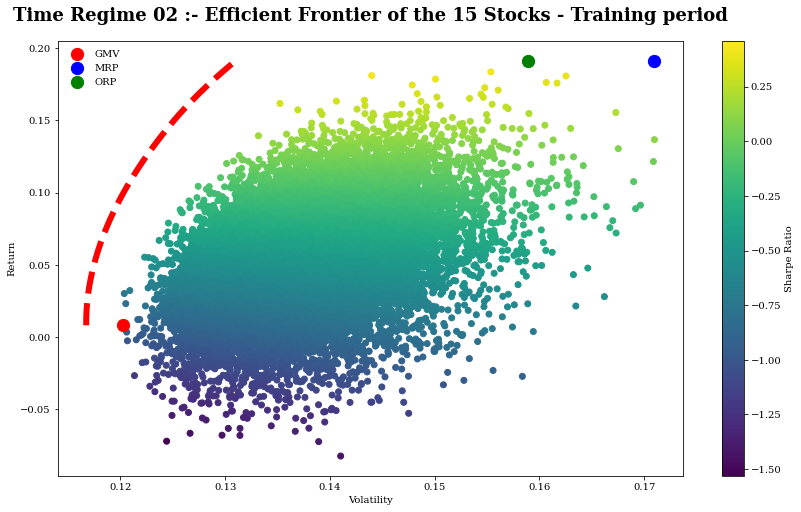 Time Regime 02 :- Efficient Frontier of the 15 Stocks - Training period
GMV
MRP
ORP
0.20
0.15
0.10
0.05
0.00
−0.05
Return
0.12
0.13
0.14
0.15
0.16
0.17
Volatility
0.25
0.00
−0.25
−0.50
−0.75
−1.00
−1.25
−1.50
Sharpe Ratio